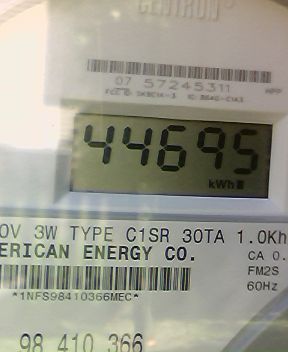 CENTRON®
07 57245311
APP
44695
kWh
0V 3W TYPE C1SR 30TA 1.0Kh
ERICAN ENERGY CO.
CA 0.
FM2S
60Hz
*1NFS98410366MEC*
98 410 366